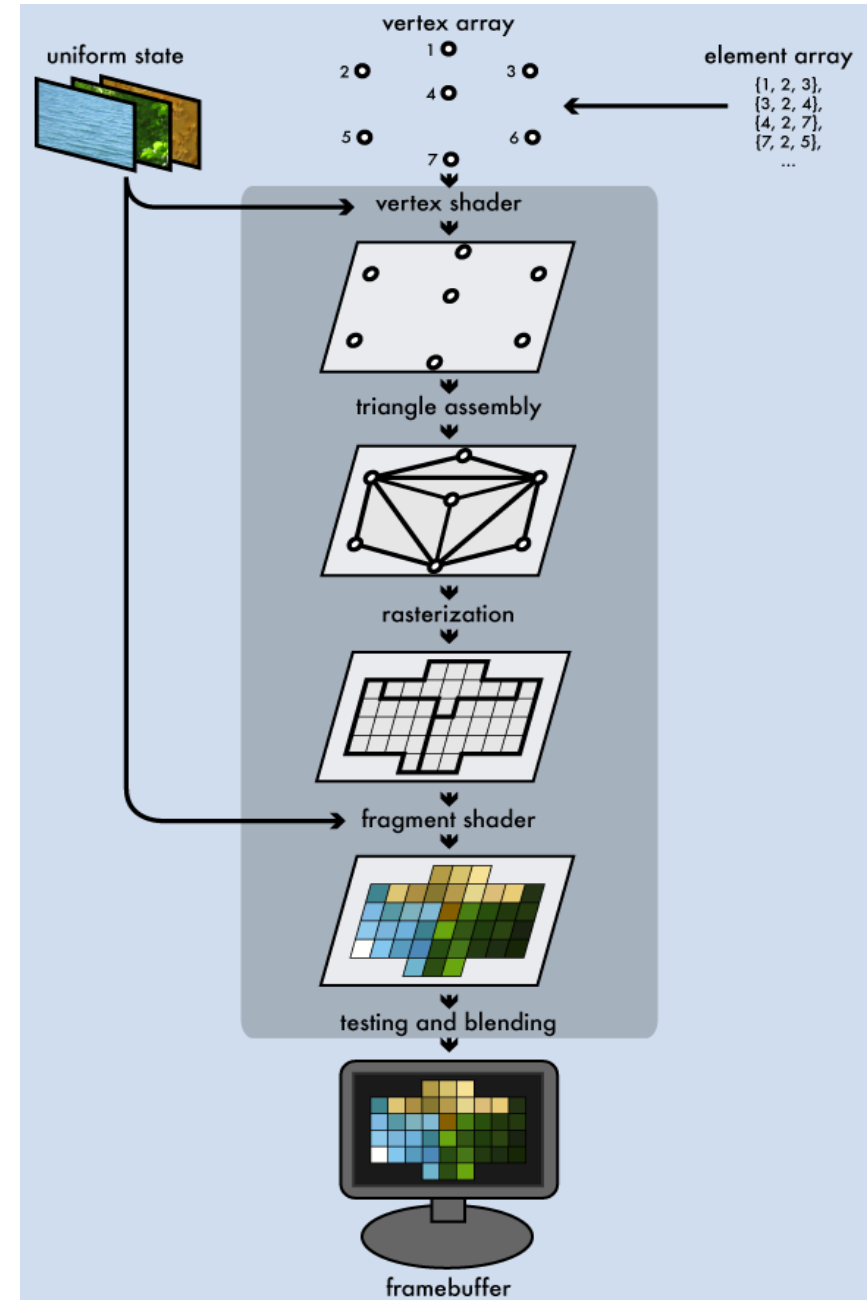 vertex array
uniform state
element array
1
2
3
4
5
6
7
{1, 2, 3},
{3, 2, 4},
{4, 2, 7},
{7, 2, 5},
...
vertex shader
triangle assembly
rasterization
fragment shader
testing and blending
framebuffer